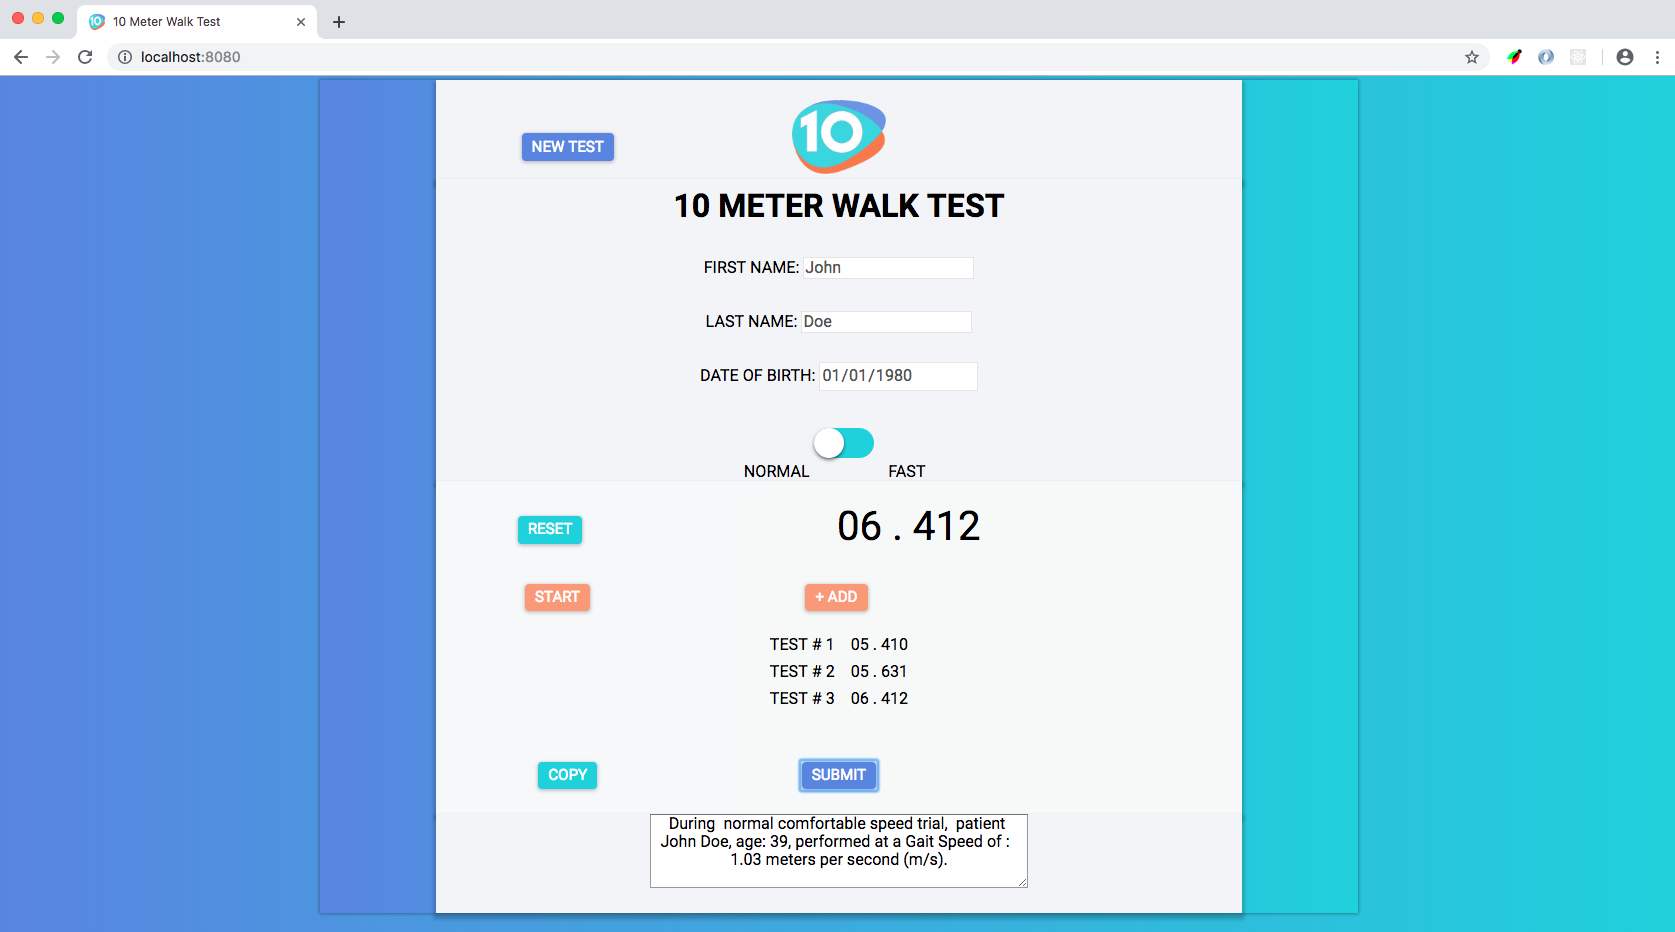 10 Meter Walk Test
localhost:8080
NEW TEST
10
10 METER WALK TEST
FIRST NAME: John
LAST NAME: Doe
DATE OF BIRTH: 01/01/1980
NORMAL FAST
RESET 06 . 412
START + ADD
TEST # 1 05 . 410
TEST # 2 05 . 631
TEST # 3 06 . 412
COPY SUBMIT
During normal comfortable speed trial, patient
John Doe, age: 39, performed at a Gait Speed of :
1.03 meters per second (m/s).